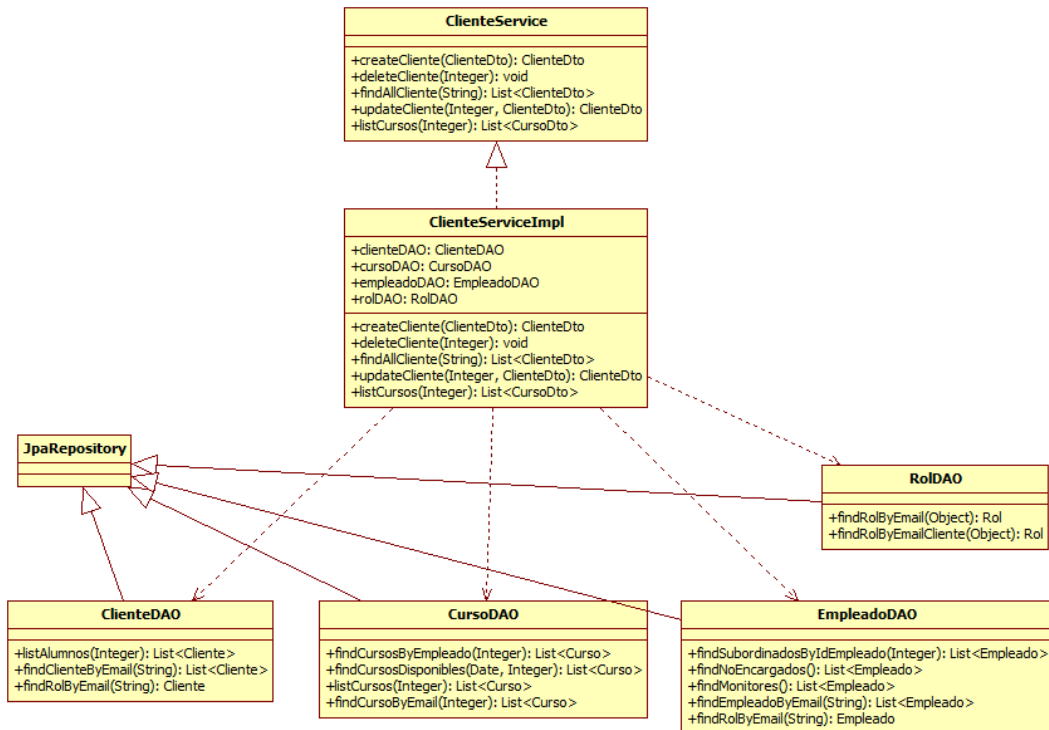 ClienteService
+createCliente(ClienteDto): ClienteDto
+deleteCliente(Integer): void
+findAllCliente(String): List<ClienteDto>
+updateCliente(Integer, ClienteDto): ClienteDto
+listCursos(Integer): List<CursoDto>
ClienteServiceImpl
+clienteDAO: ClienteDAO
+cursoDAO: CursoDAO
+empleadoDAO: EmpleadoDAO
+rolDAO: RolDAO
+createCliente(ClienteDto): ClienteDto
+deleteCliente(Integer): void
+findAllCliente(String): List<ClienteDto>
+updateCliente(Integer, ClienteDto): ClienteDto
+listCursos(Integer): List<CursoDto>
JpaRepository
RolDAO
+findRolByEmail(Object): Rol
+findRolByEmailCliente(Object): Rol
ClienteDAO
+listAlumnos(Integer): List<Cliente>
+findClienteByEmail(String): List<Cliente>
+findRolByEmail(String): Cliente
CursoDAO
+findCursosByEmpleado(Integer): List<Curso>
+findCursosDisponibles(Date, Integer): List<Curso>
+listCursos(Integer): List<Curso>
+findCursoByEmail(Integer): List<Curso>
EmpleadoDAO
+findSubordinadosByIdEmpleado(Integer): List<Empleado>
+findNoEncargados(): List<Empleado>
+findMonitores(): List<Empleado>
+findEmpleadoByEmail(String): List<Empleado>
+findRolByEmail(String): Empleado